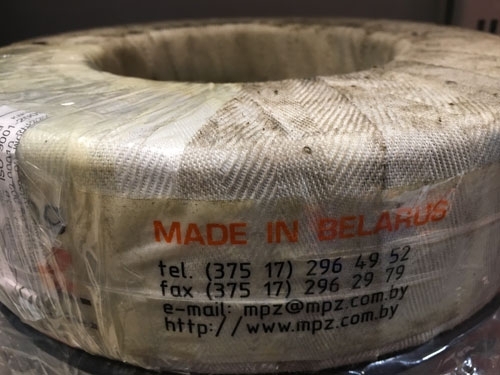 MADE IN BELARUS
tel. (375 17) 296 49 52
fax (375 17) 296 29 79
e-mail: mpz@mpz.com.by
http://www.mpz.com.by